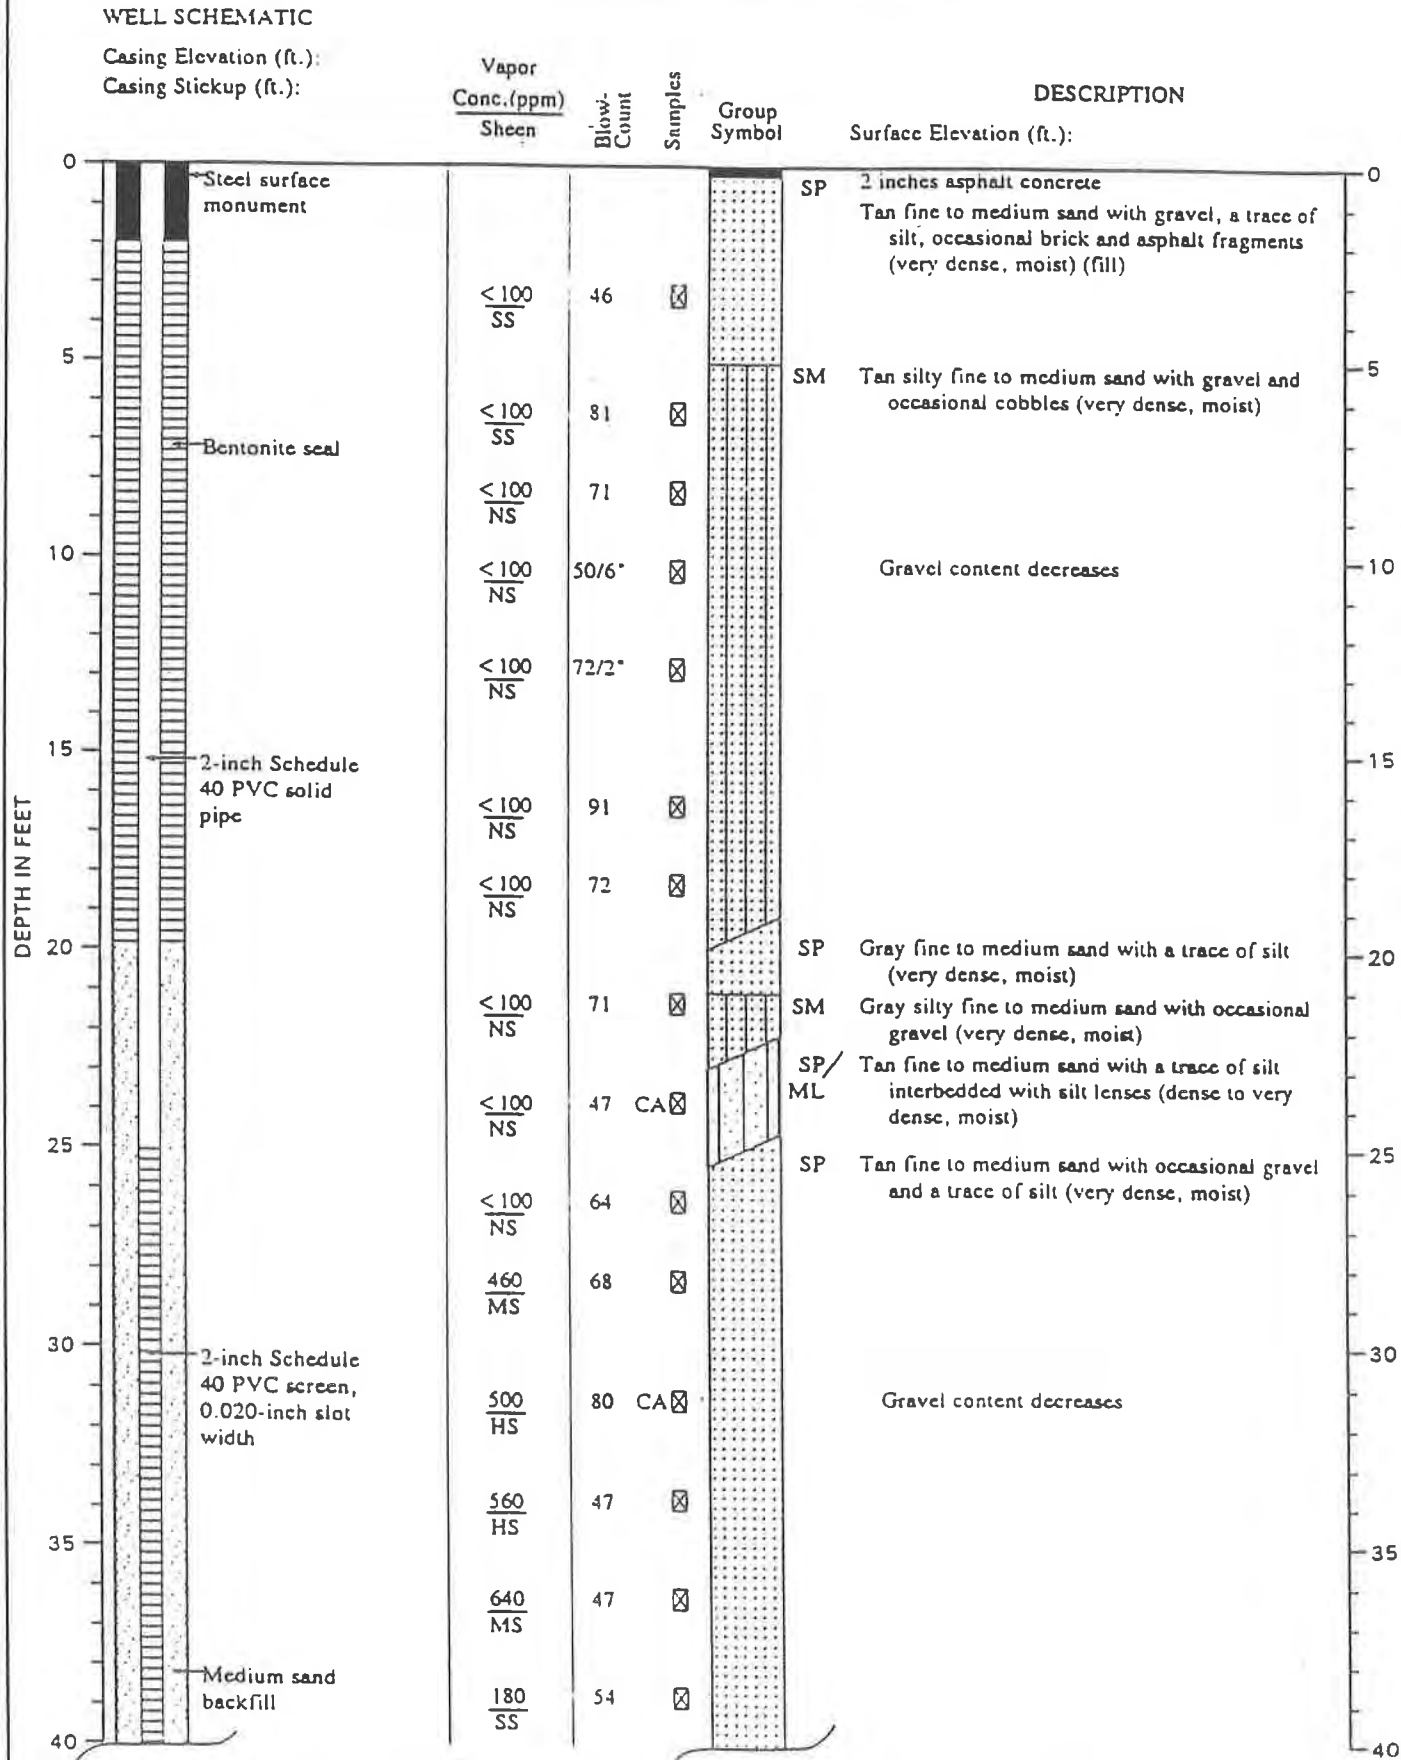 WELL SCHEMATIC
Casing Elevation (ft.):
Casing Stickup (ft.):
Vapor
Conc.(ppm)
Sheen
Blow-
Count
Samples
Group
Symbol
DESCRIPTION
Surface Elevation (ft.):
DEPTH IN FEET
0
5
10
15
20
25
30
35
40
Steel surface
monument
Bentonite seal
2-inch Schedule
40 PVC solid
pipe
2-inch Schedule
40 PVC screen,
0.020-inch slot
width
Medium sand
backfill
<100 46
SS
<100 81
SS
<100 71
NS
<100 50/6"
NS
<100 72/2"
NS
<100 91
NS
<100 72
NS
<100 71
NS
<100 47 CA
NS
<100 64
NS
460 68
MS
500 80 CA
HS
560 47
HS
640 47
MS
180 54
SS
SP 2 inches asphalt concrete
Tan fine to medium sand with gravel, a trace of
silt, occasional brick and asphalt fragments
(very dense, moist) (fill)
SM Tan silty fine to medium sand with gravel and
occasional cobbles (very dense, moist)
Gravel content decreases
SP Gray fine to medium sand with a trace of silt
(very dense, moist)
SM Gray silty fine to medium sand with occasional
gravel (very dense, moist)
SP/ Tan fine to medium sand with a trace of silt
ML interbedded with silt lenses (dense to very
dense, moist)
SP Tan fine to medium sand with occasional gravel
and a trace of silt (very dense, moist)
Gravel content decreases
0
5
10
15
20
25
30
35
40